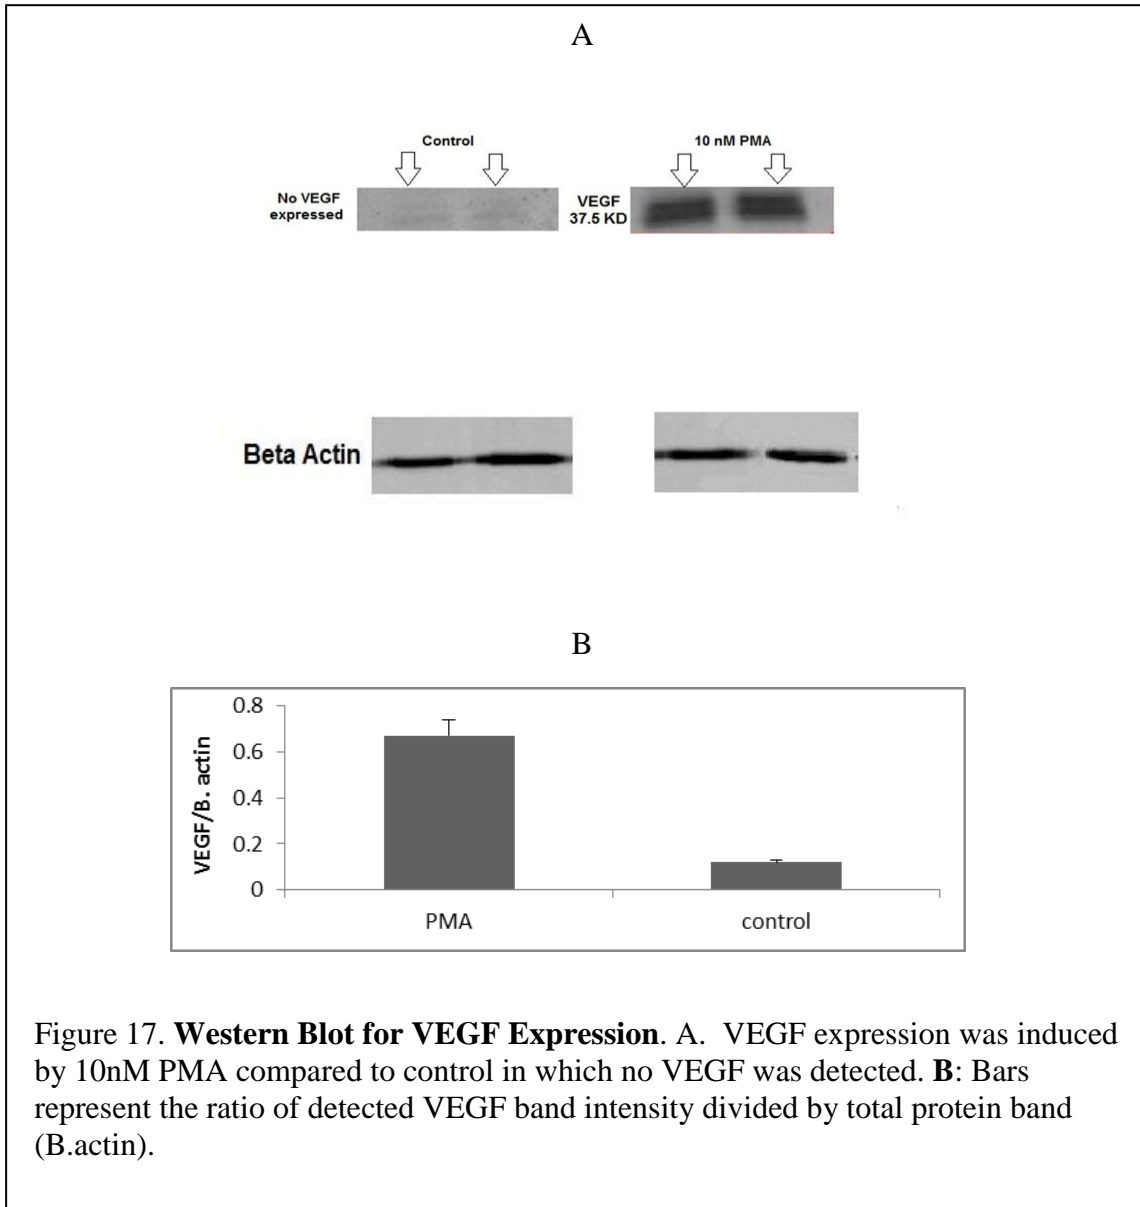 A
Control
10 nM PMA
No VEGF
expressed
VEGF
37.5 KD
Beta Actin
B
VEGF/B. actin
0.8
0.6
0.4
0.2
0
PMA
control
Figure 17. Western Blot for VEGF Expression. A.  VEGF expression was induced
by 10nM PMA compared to control in which no VEGF was detected. B: Bars
represent the ratio of detected VEGF band intensity divided by total protein band
(B.actin).